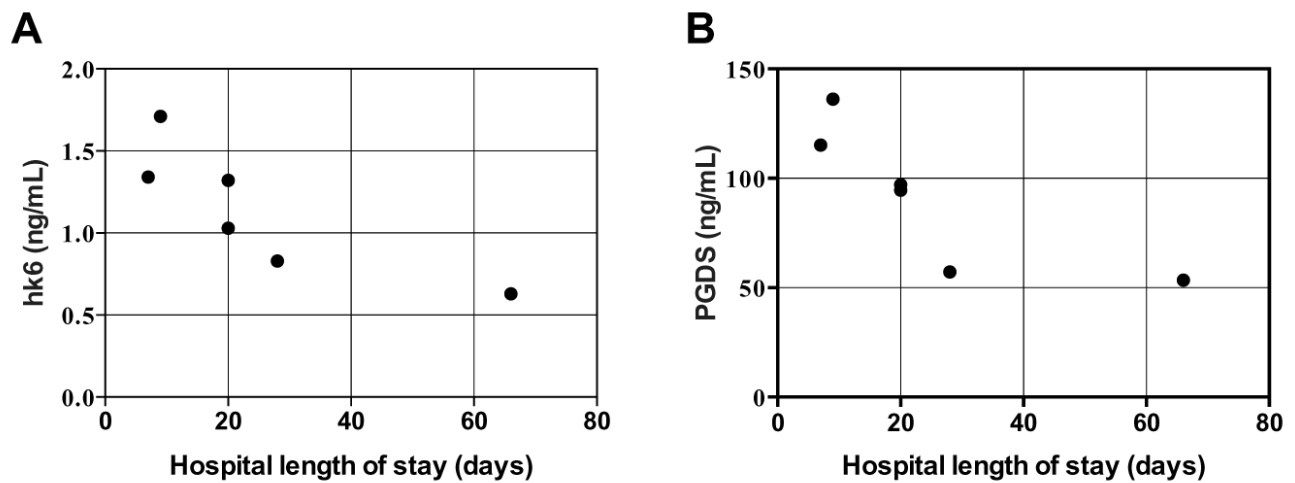 A
2.0
1.5
1.0
0.5
0.0
0 20 40 60 80
hk6 (ng/mL)
Hospital length of stay (days)
B
150
100
50
0
0 20 40 60 80
PGDS (ng/mL)
Hospital length of stay (days)